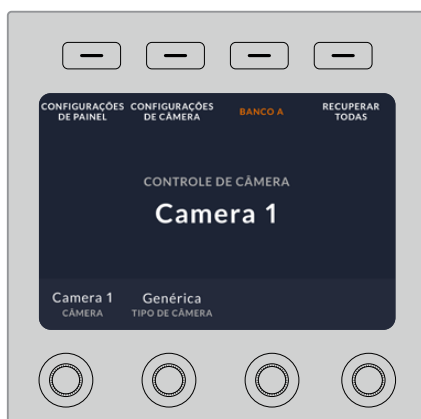 CONFIGURAÇÕES DE PAINEL
CONFIGURAÇÕES DE CÂMERA
BANCO A
RECUPERAR TODAS
CONTROLE DE CÂMERA
Camera 1
Camera 1
CÂMERA
Genérica
TIPO DE CÂMERA